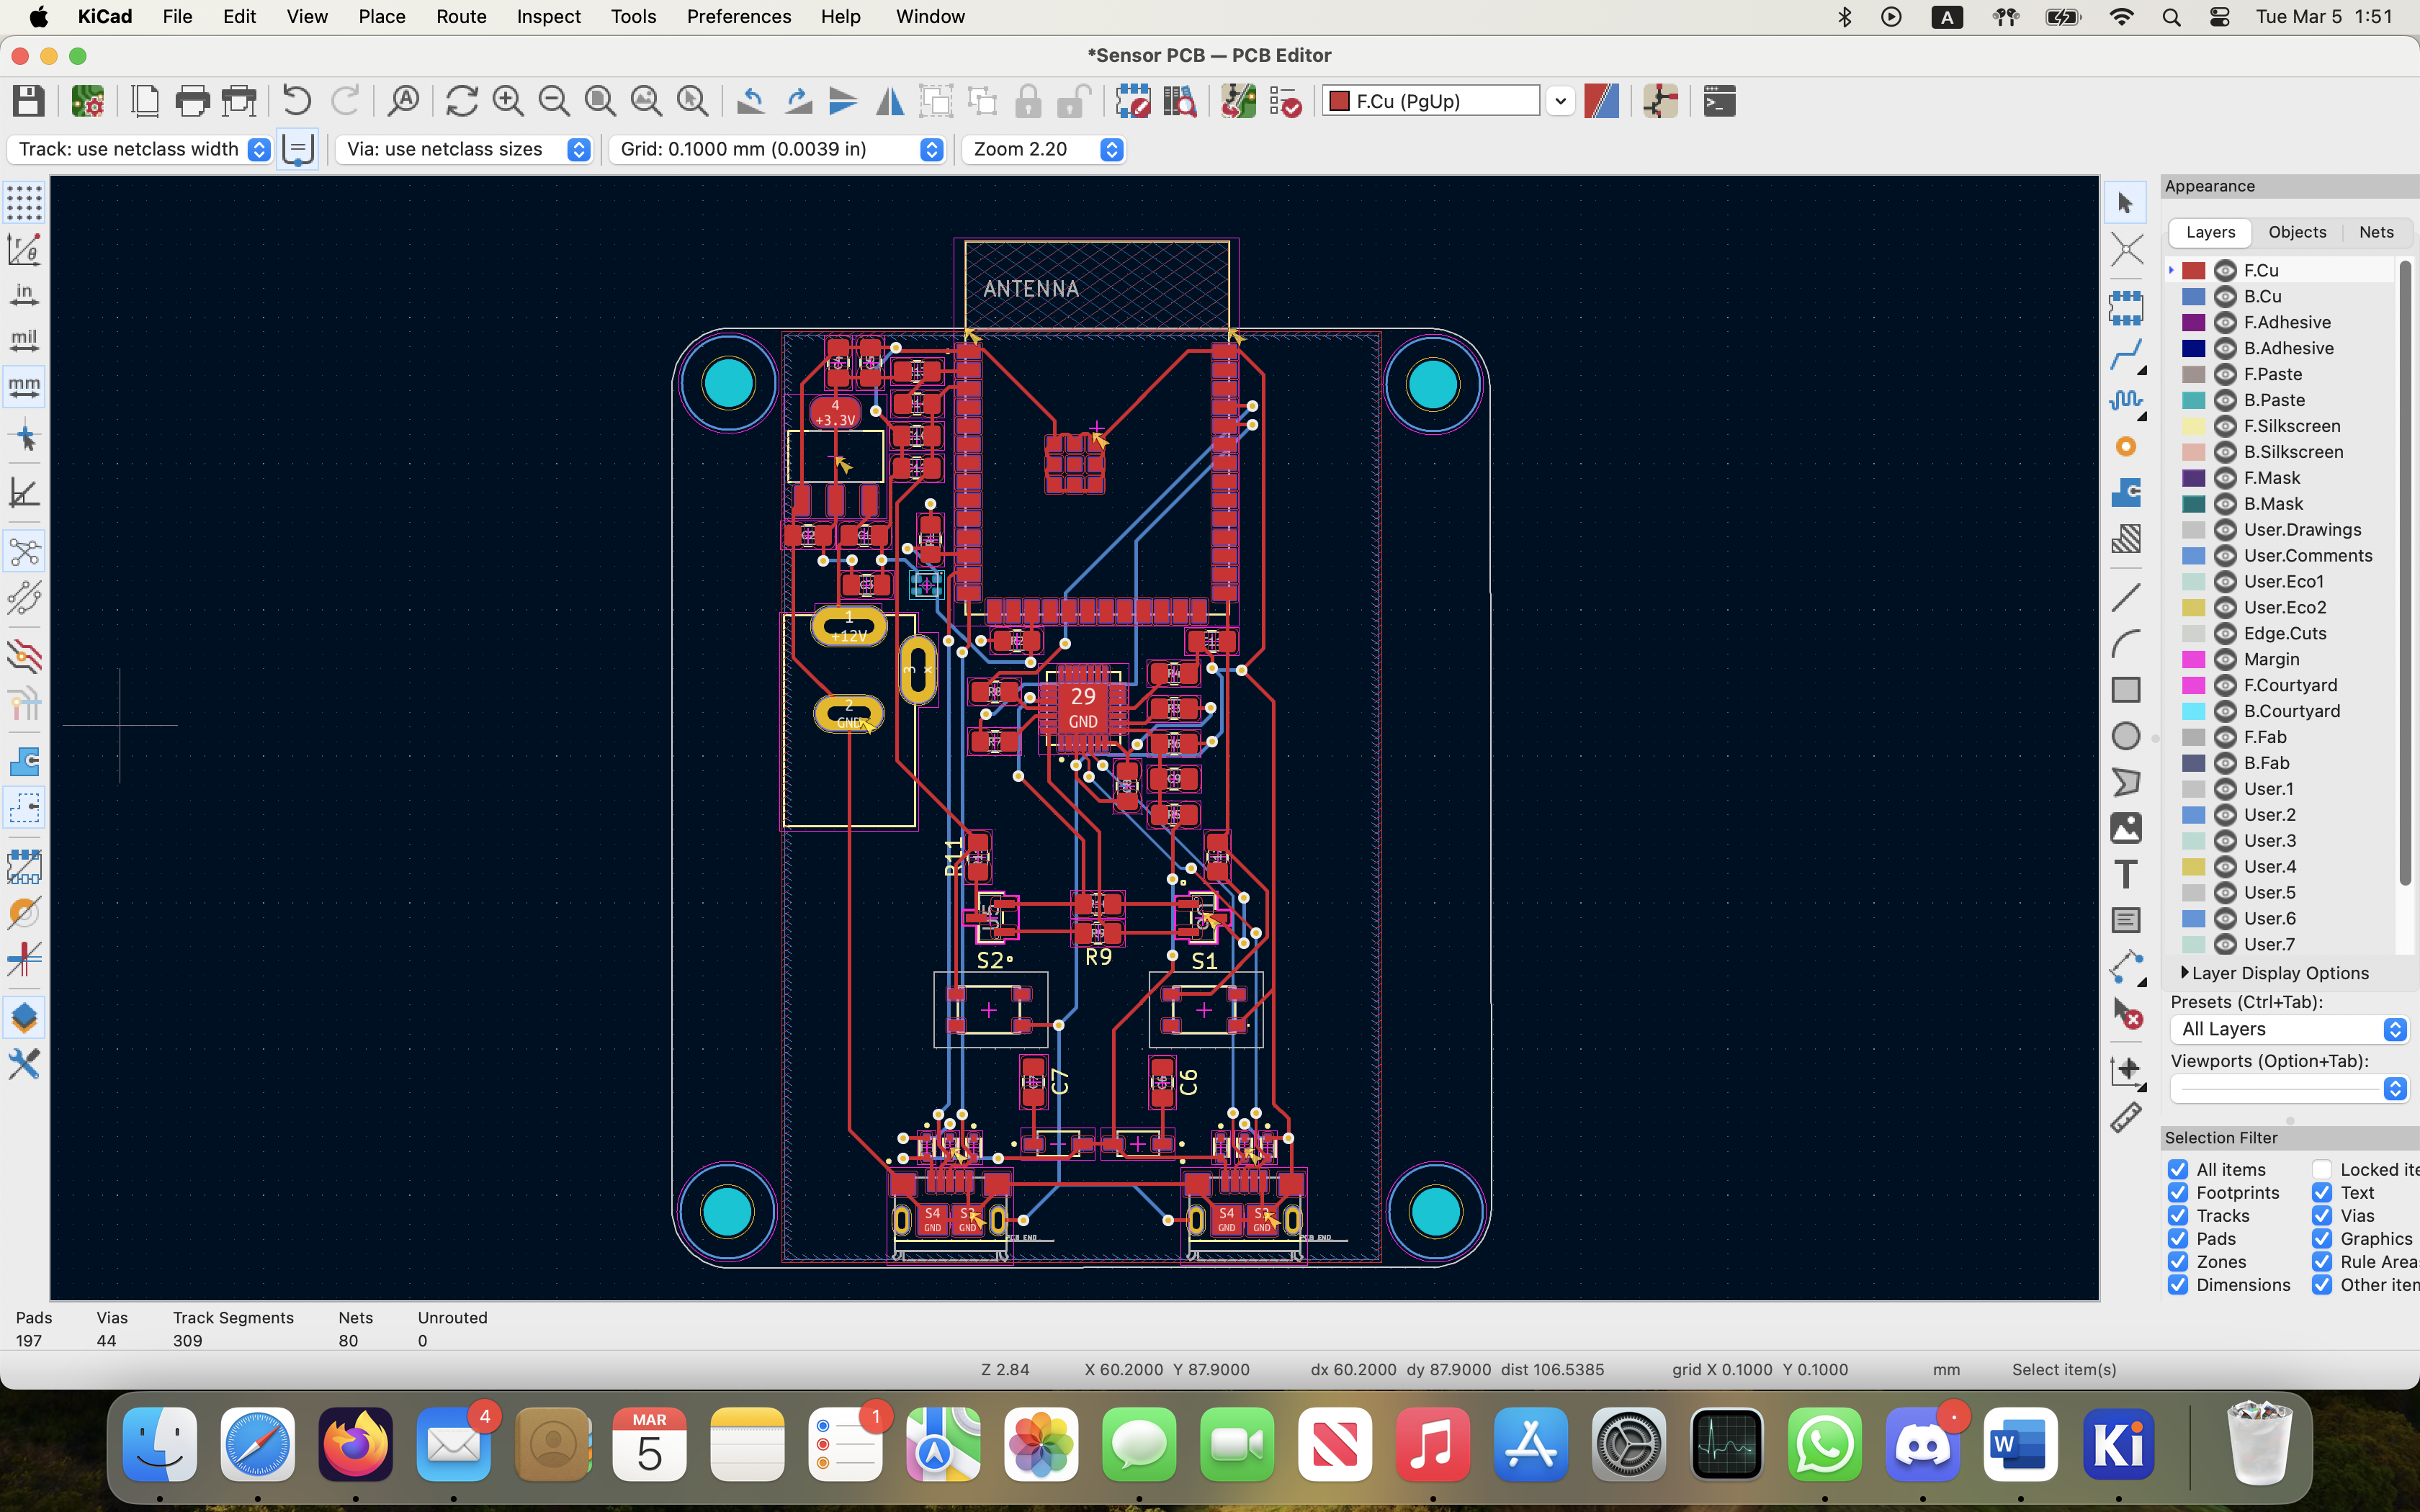 KiCad File Edit View Place Route Inspect Tools Preferences Help Window A Tue Mar 5 1:51
*Sensor PCB — PCB Editor
F.Cu (PgUp)
Track: use netclass width Via: use netclass sizes Grid: 0.1000 mm (0.0039 in) Zoom 2.20
Appearance
Layers Objects Nets
in
mil
mm
F.Cu
B.Cu
F.Adhesive
B.Adhesive
F.Paste
B.Paste
F.Silkscreen
B.Silkscreen
F.Mask
B.Mask
User.Drawings
User.Comments
User.Eco1
User.Eco2
Edge.Cuts
Margin
F.Courtyard
B.Courtyard
F.Fab
B.Fab
User.1
User.2
User.3
User.4
User.5
User.6
User.7
Layer Display Options
Presets (Ctrl+Tab):
All Layers
Viewports (Option+Tab):
Selection Filter
All items Locked ite
Footprints Text
Tracks Vias
Pads Graphics
Zones Rule Area
Dimensions Other iten
ANTENNA
4
+3.3V
1
+12V
3
x
2
GND
29
GND
R11
S2
R9
S1
C7
C6
S4
GND
S3
GND
PCB END
S4
GND
S3
GND
PCB END
Pads Vias Track Segments Nets Unrouted
197 44 309 80 0
Z 2.84 X 60.2000 Y 87.9000 dx 60.2000 dy 87.9000 dist 106.5385 grid X 0.1000 Y 0.1000 mm Select item(s)
4
MAR
5
1
W
Ki